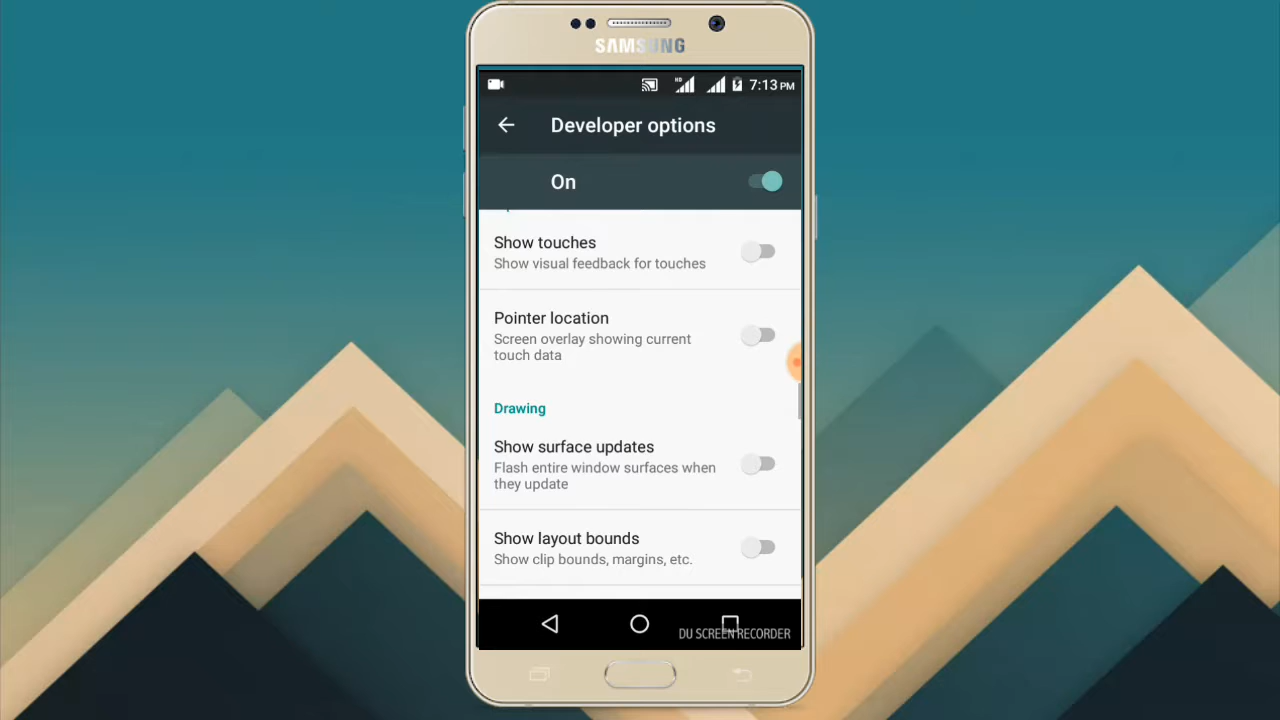 SAMSUNG
HD
7:13 PM
Developer options
On
Show touches
Show visual feedback for touches
Pointer location
Screen overlay showing current
touch data
Drawing
Show surface updates
Flash entire window surfaces when
they update
Show layout bounds
Show clip bounds, margins, etc.
DU SCREEN RECORDER